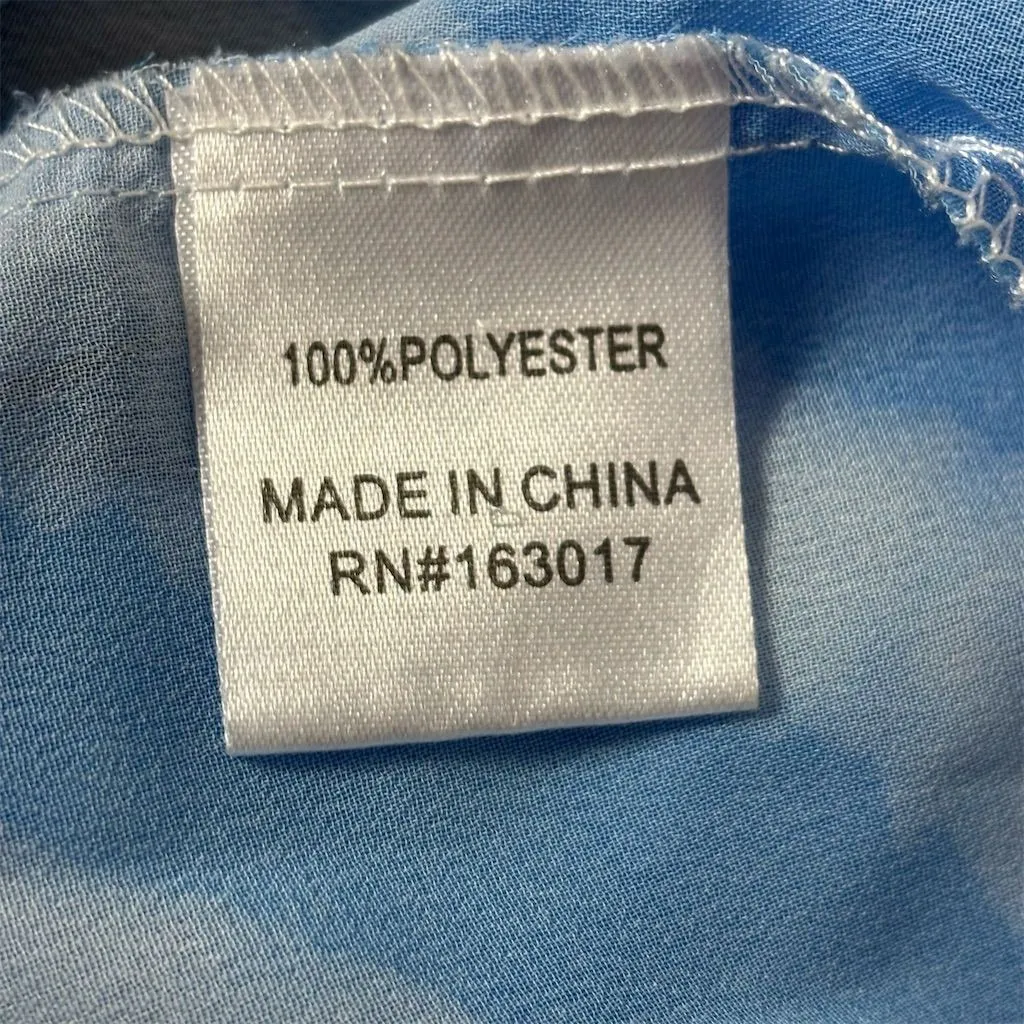 100%POLYESTER
MADE IN CHINA
RN#163017